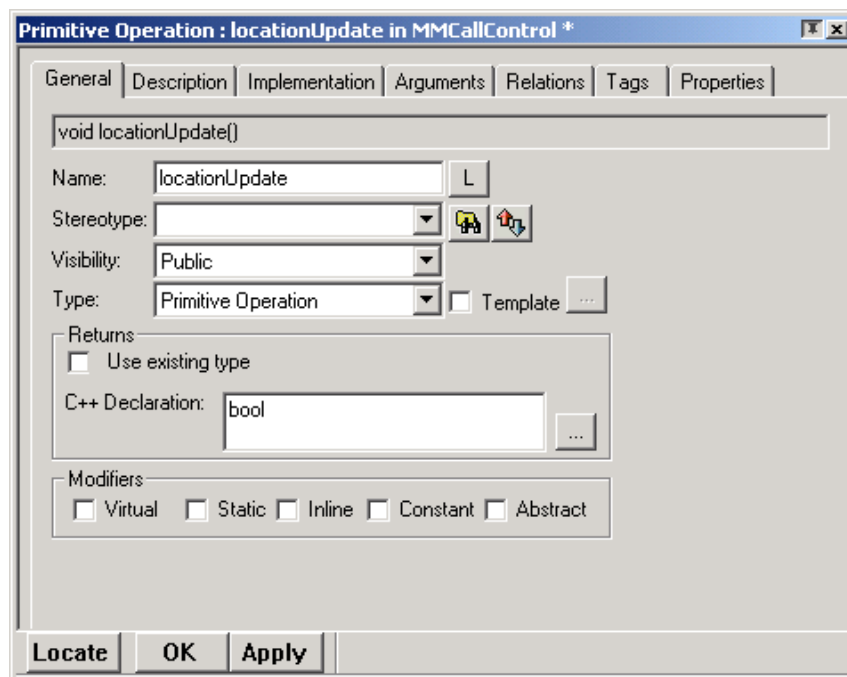 Primitive Operation : locationUpdate in MMCallControl *
General Description Implementation Arguments Relations Tags Properties
void locationUpdate()
Name: locationUpdate L
Stereotype:
Visibility: Public
Type: Primitive Operation Template ...
Returns
Use existing type
C++ Declaration: bool ...
Modifiers
Virtual Static Inline Constant Abstract
Locate OK Apply